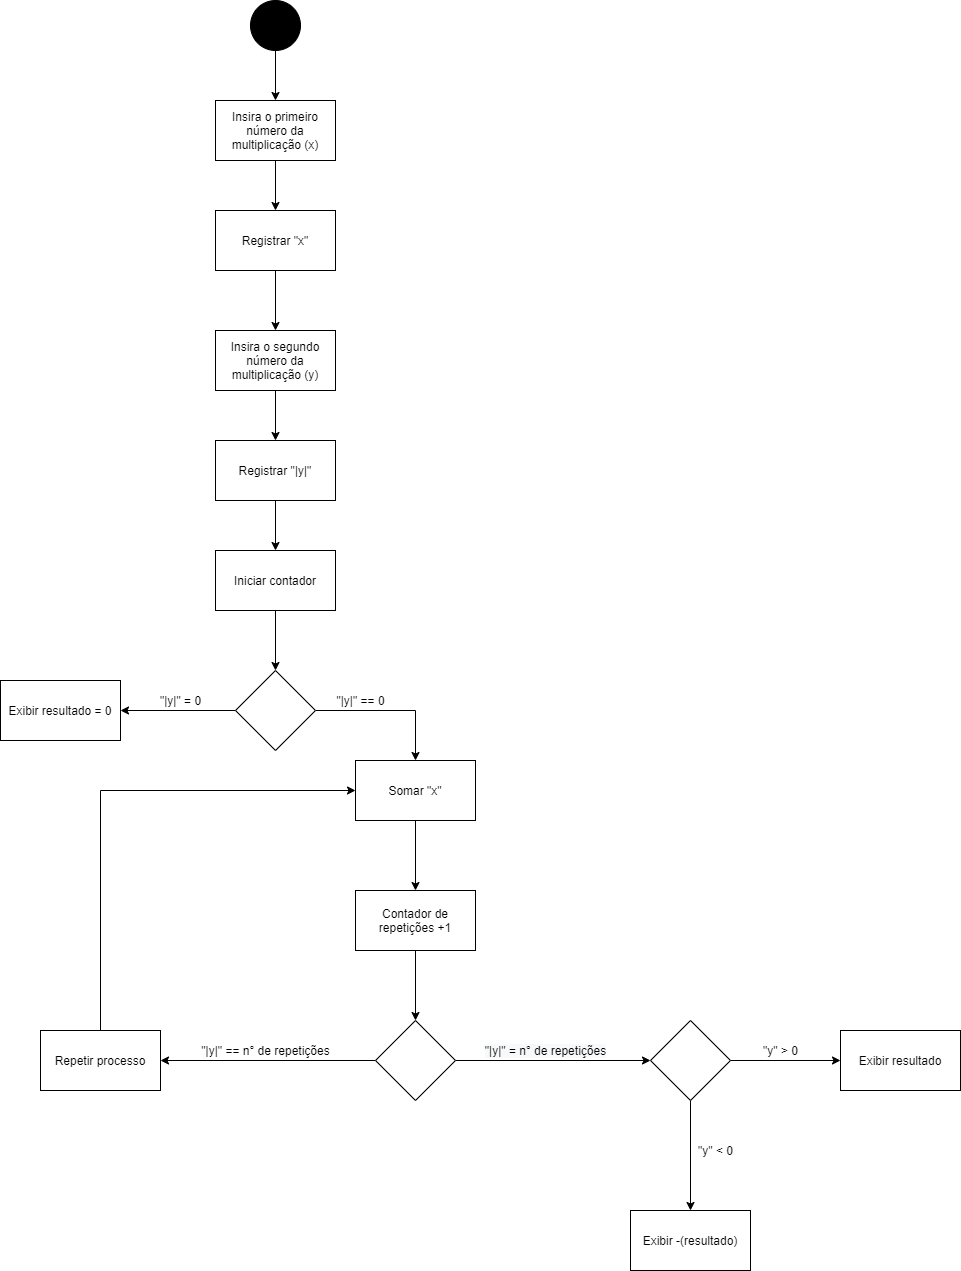 Insira o primeiro
número da
multiplicação (x)
Registrar "x"
Insira o segundo
número da
multiplicação (y)
Registrar "|y|"
Iniciar contador
"|y|" = 0
"|y|" == 0
Exibir resultado = 0
Somar "x"
Contador de
repetições +1
"|y|" == n° de repetições
"|y|" = n° de repetições
"y" > 0
Repetir processo
Exibir resultado
"y" < 0
Exibir -(resultado)